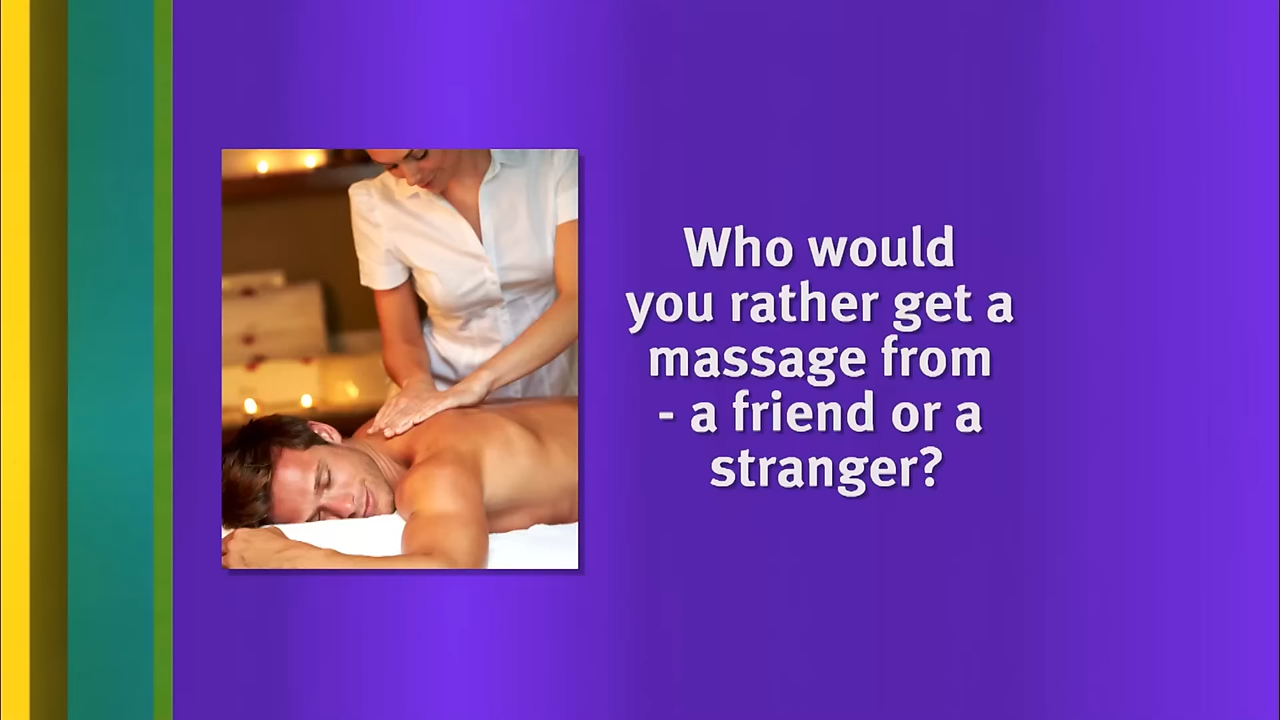 Who would
you rather get a
massage from
- a friend or a
stranger?